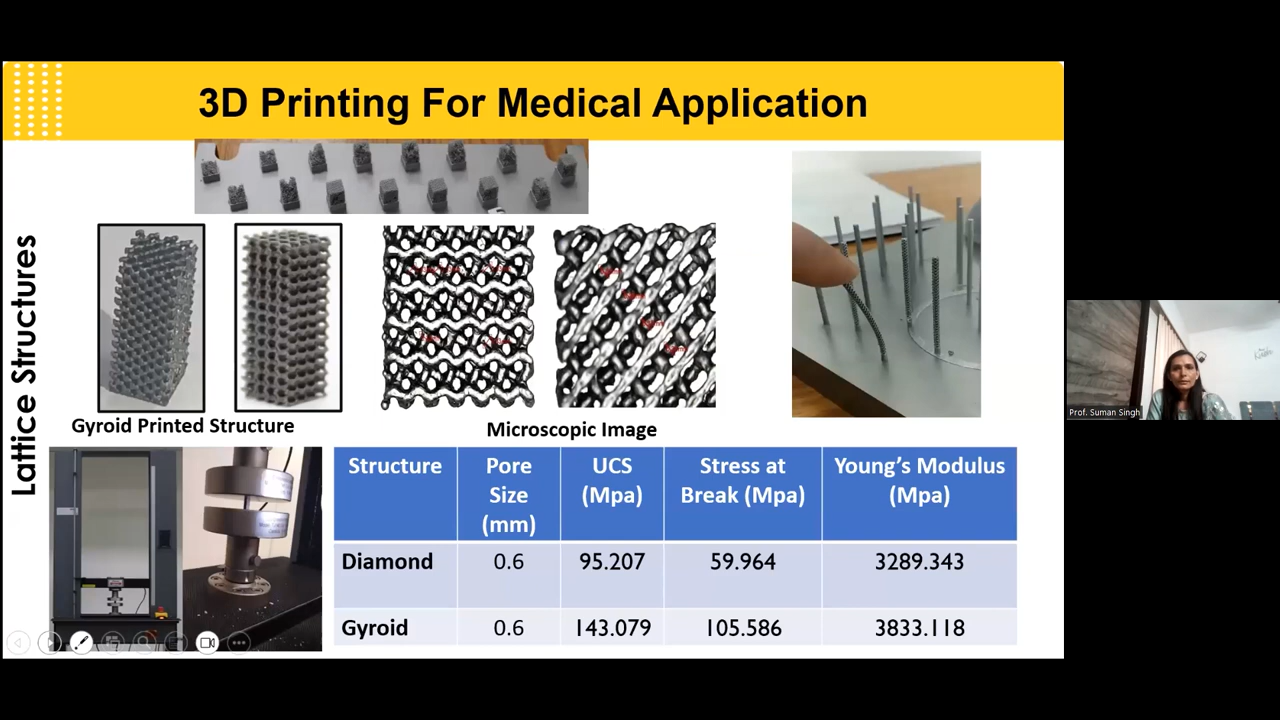 3D Printing For Medical Application
Lattice Structures
Gyroid Printed Structure
Microscopic Image
Structure
Pore
Size
(mm)
UCS
(Mpa)
Stress at
Break (Mpa)
Young's Modulus
(Mpa)
Diamond
0.6
95.207
59.964
3289.343
Gyroid
0.6
143.079
105.586
3833.118
Prof. Suman Singh